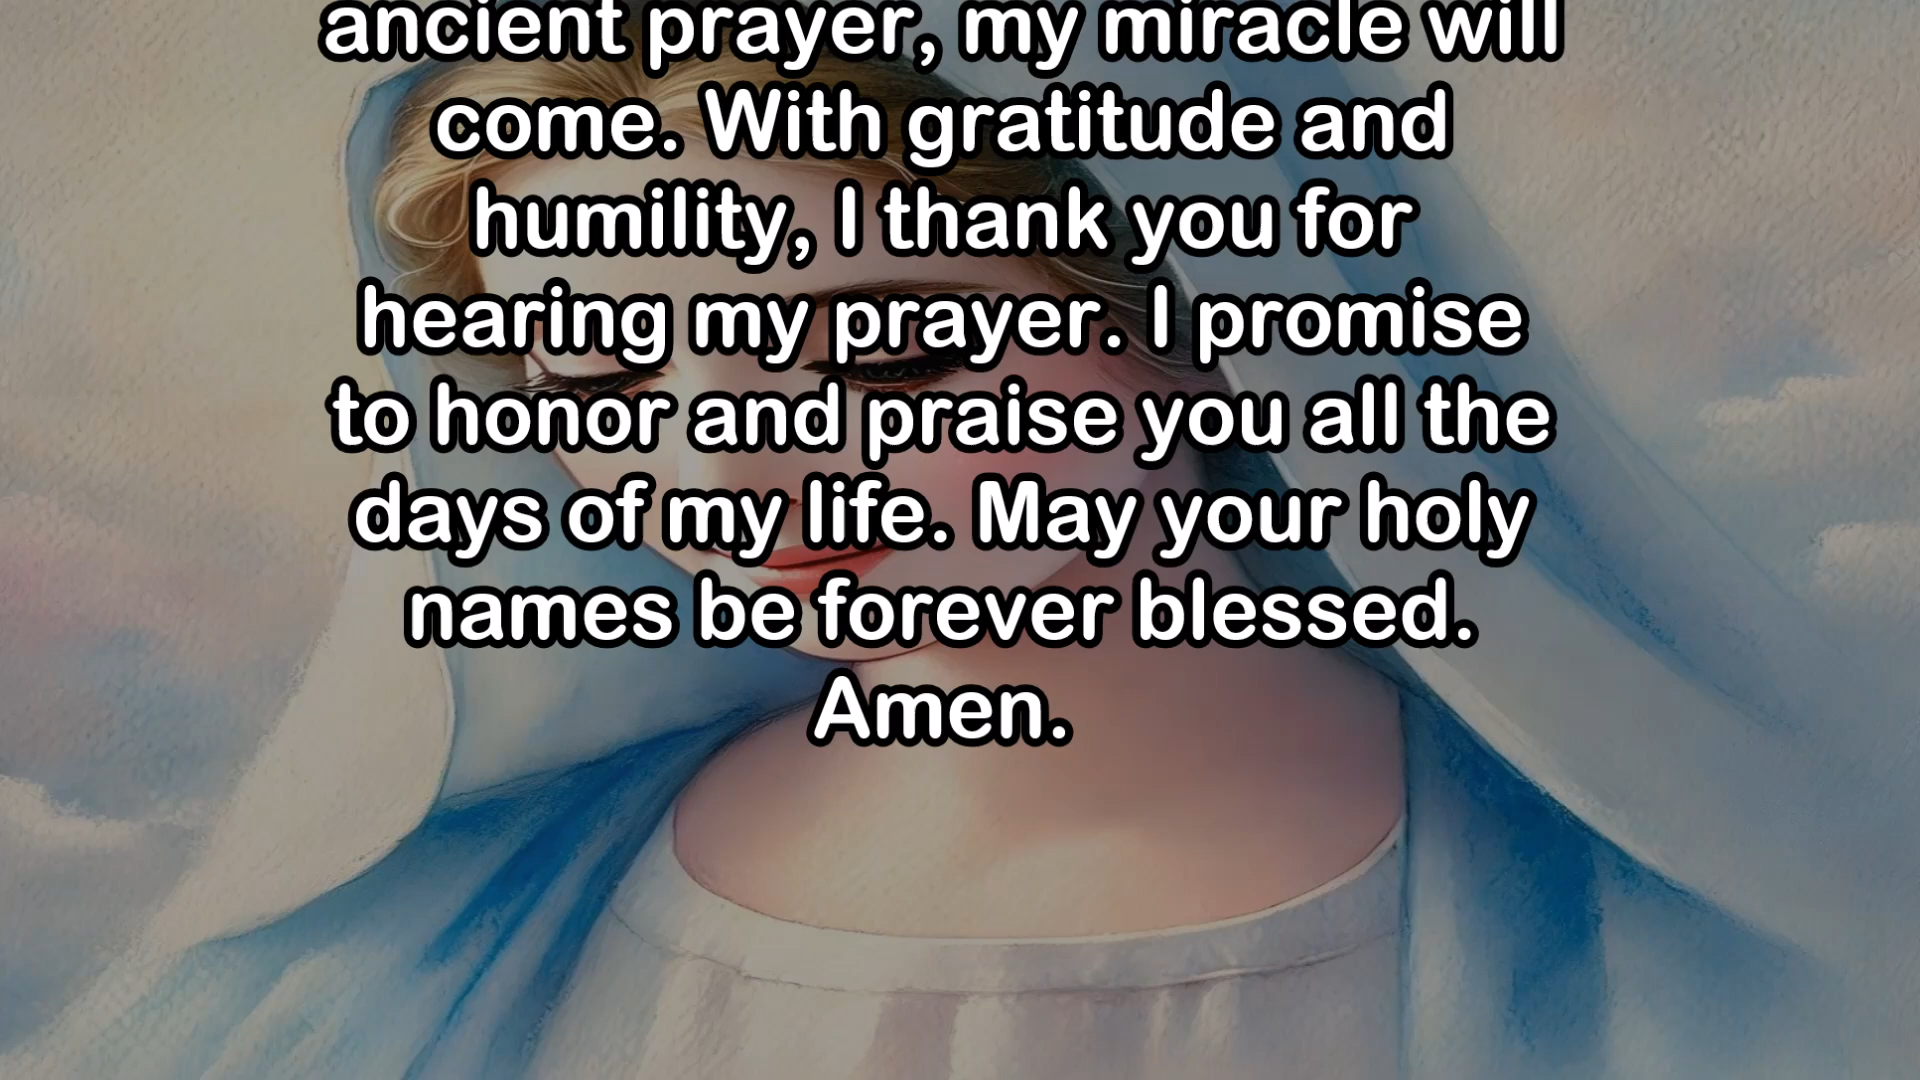 ancient prayer, my miracle will
come. With gratitude and
humility, I thank you for
hearing my prayer. I promise
to honor and praise you all the
days of my life. May your holy
names be forever blessed.
Amen.